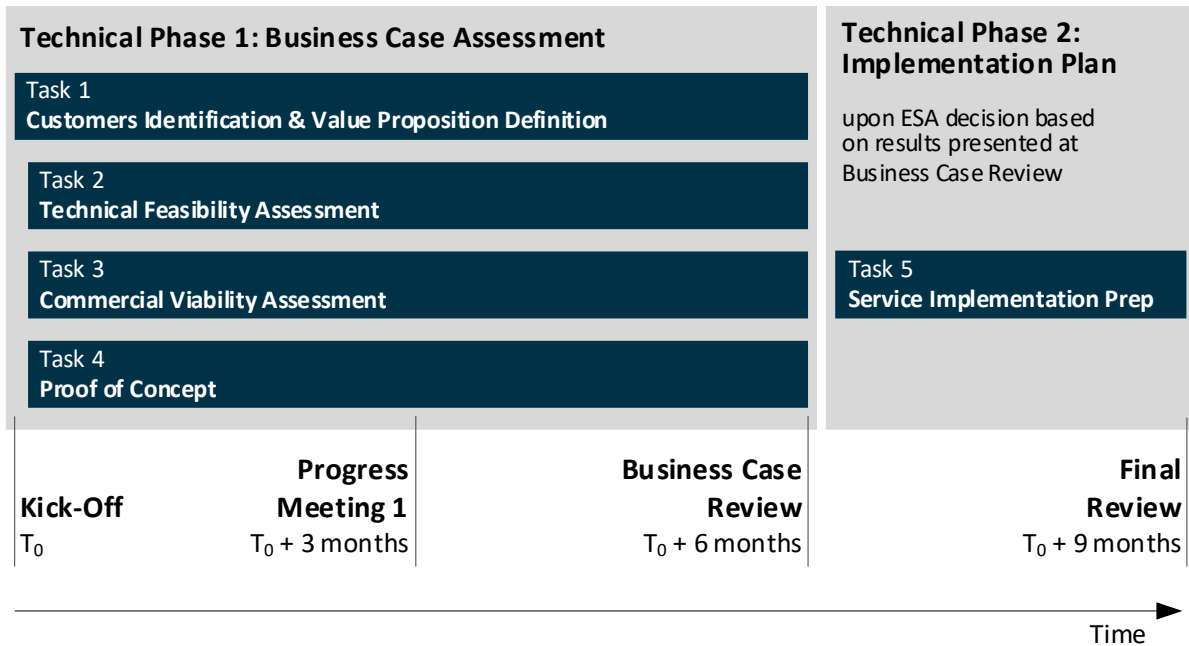 Technical Phase 1: Business Case Assessment
Task 1
Customers Identification & Value Proposition Definition
Task 2
Technical Feasibility Assessment
Task 3
Commercial Viability Assessment
Task 4
Proof of Concept
Technical Phase 2:
Implementation Plan
upon ESA decision based
on results presented at
Business Case Review
Task 5
Service Implementation Prep
Kick-Off
T₀
Progress
Meeting 1
T₀ + 3 months
Business Case
Review
T₀ + 6 months
Final
Review
T₀ + 9 months
Time